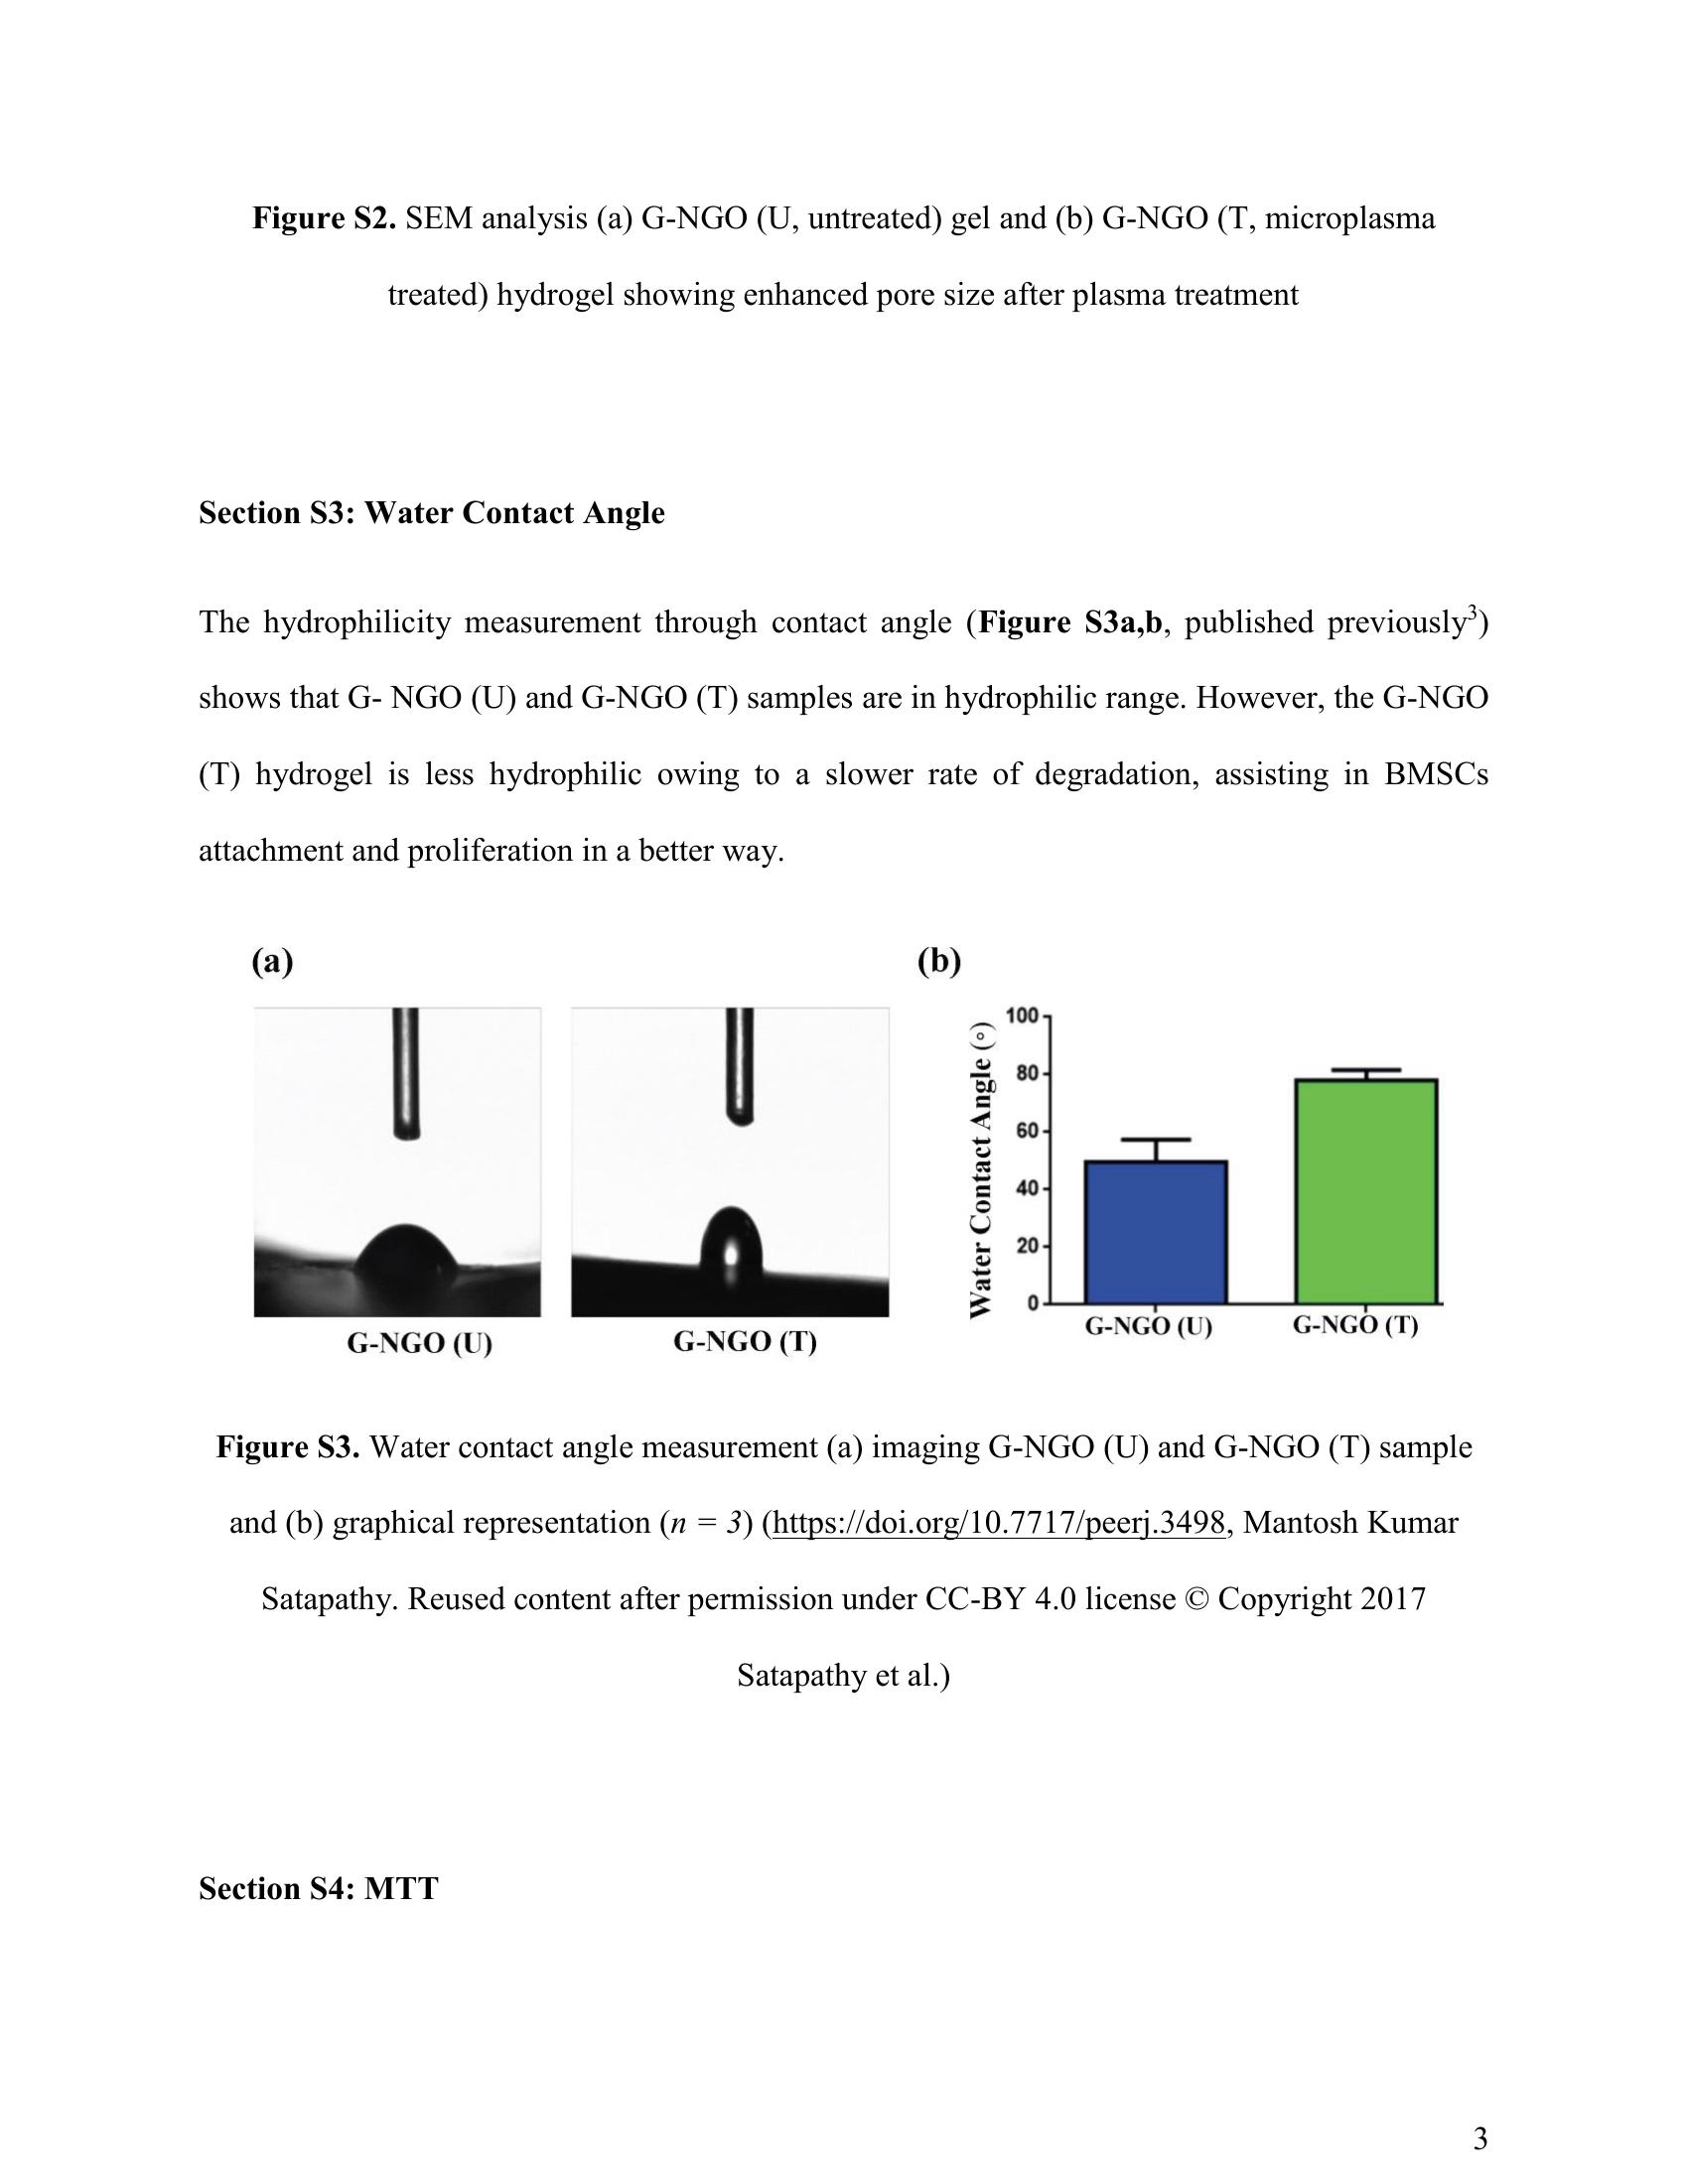 Figure S2. SEM analysis (a) G-NGO (U, untreated) gel and (b) G-NGO (T, microplasma
treated) hydrogel showing enhanced pore size after plasma treatment
Section S3: Water Contact Angle
The hydrophilicity measurement through contact angle (Figure S3a,b, published previously³)
shows that G- NGO (U) and G-NGO (T) samples are in hydrophilic range. However, the G-NGO
(T) hydrogel is less hydrophilic owing to a slower rate of degradation, assisting in BMSCs
attachment and proliferation in a better way.
(a)
G-NGO (U)
G-NGO (T)
(b)
Water Contact Angle (°)
100
80
60
40
20
0
G-NGO (U)
G-NGO (T)
Figure S3. Water contact angle measurement (a) imaging G-NGO (U) and G-NGO (T) sample
and (b) graphical representation (n = 3) (https://doi.org/10.7717/peerj.3498, Mantosh Kumar
Satapathy. Reused content after permission under CC-BY 4.0 license © Copyright 2017
Satapathy et al.)
Section S4: MTT
3